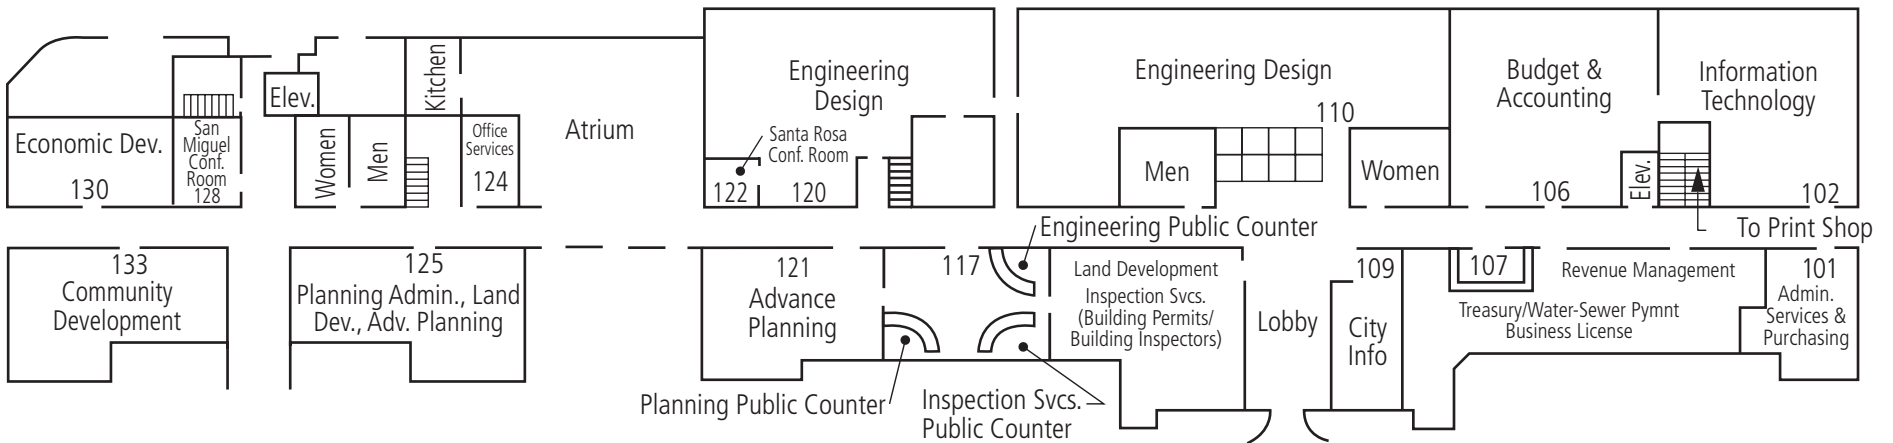 Economic Dev.
130
San
Miguel
Conf.
Room
128
Elev.
Women
Men
Kitchen
Office
Services
124
Atrium
Engineering
Design
Santa Rosa
Conf. Room
122
120
Engineering Design
110
Men
Women
Budget &
Accounting
106
Elev.
Information
Technology
102
To Print Shop
133
Community
Development
125
Planning Admin., Land
Dev., Adv. Planning
121
Advance
Planning
117
Engineering Public Counter
Planning Public Counter
Inspection Svcs.
Public Counter
Land Development
Inspection Svcs.
(Building Permits/
Building Inspectors)
Lobby
109
City
Info
107
Revenue Management
Treasury/Water-Sewer Pymnt
Business License
101
Admin.
Services &
Purchasing